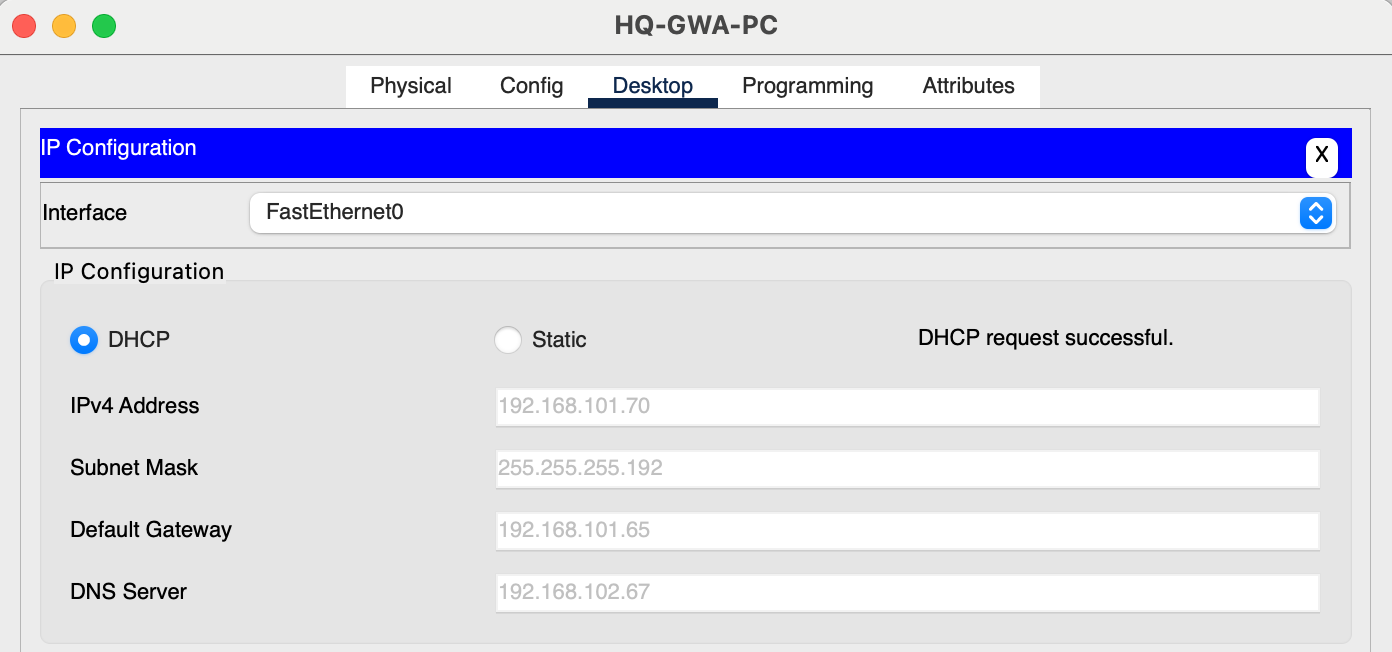 HQ-GWA-PC
Physical Config Desktop Programming Attributes
IP Configuration
X
Interface FastEthernet0
IP Configuration
DHCP Static DHCP request successful.
IPv4 Address 192.168.101.70
Subnet Mask 255.255.255.192
Default Gateway 192.168.101.65
DNS Server 192.168.102.67